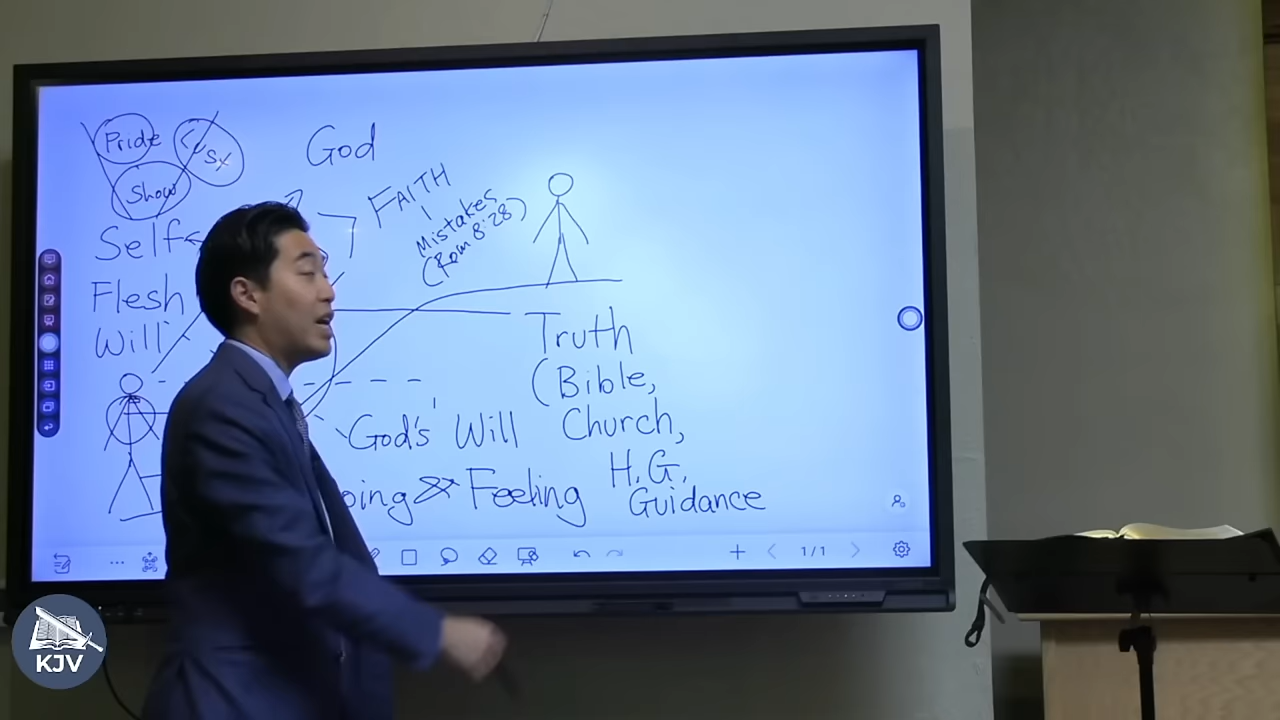 Pride
Show
God
FAITH
Mistakes
(Rom 8:28)
Self
Flesh
Will
Truth
(Bible,
Church,
H.G.
Guidance
God's Will
oing & Feeling
1/1
KJV